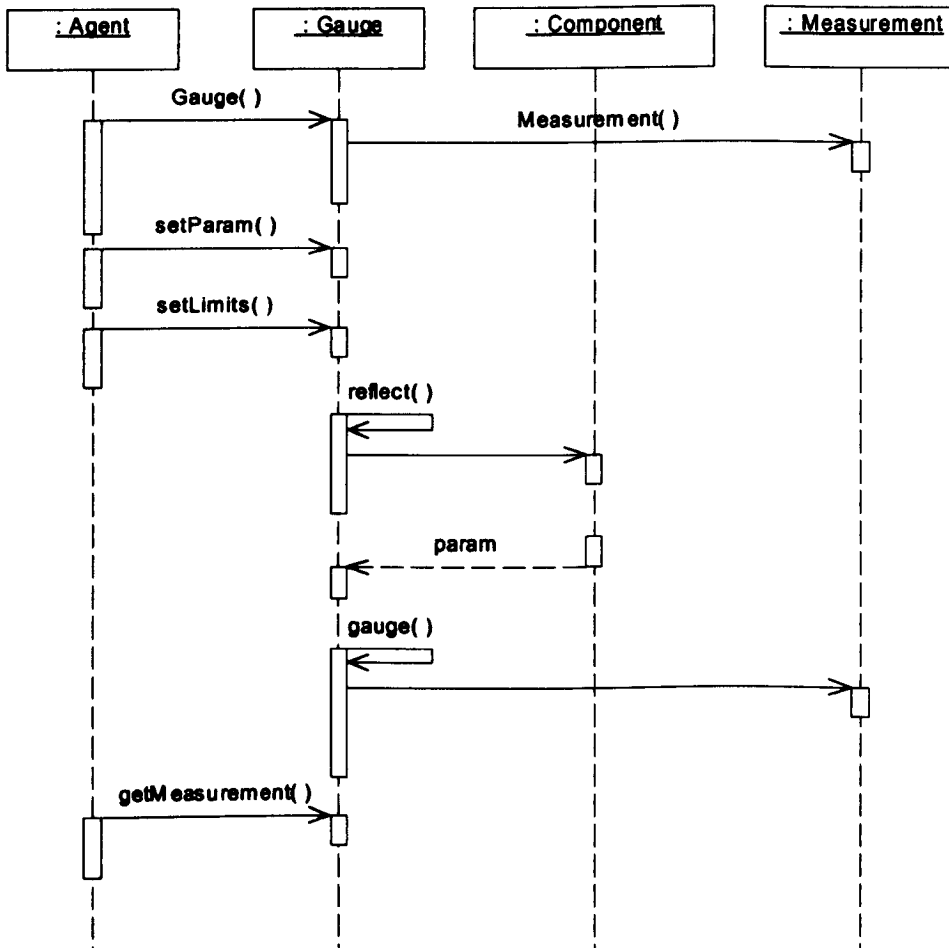 : Agent
: Gauge
: Component
: Measurement
Gauge( )
Measurement( )
setParam( )
setLimits( )
reflect( )
param
gauge( )
getMeasurement( )